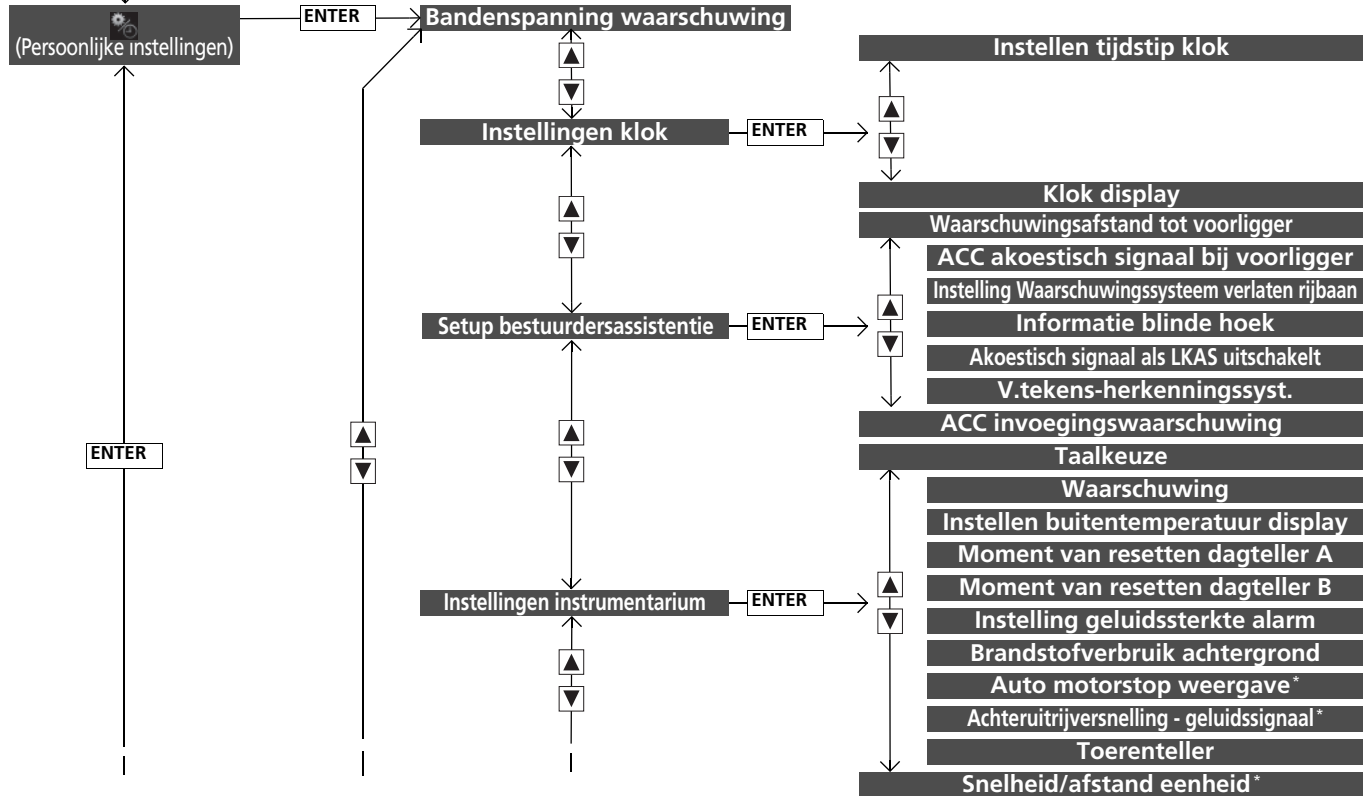 ENTER
Bandenspanning waarschuwing
(Persoonlijke instellingen)
Instellen tijdstip klok
▲
▼
▲
▼
Instellingen klok
ENTER
▲
▼
Klok display
Waarschuwingsafstand tot voorligger
ACC akoestisch signaal bij voorligger
Instelling Waarschuwingssysteem verlaten rijbaan
▲
▼
Setup bestuurdersassistentie
ENTER
Informatie blinde hoek
Akoestisch signaal als LKAS uitschakelt
V.tekens-herkenningssyst.
ACC invoegingswaarschuwing
ENTER
▲
▼
▲
▼
Taalkeuze
Waarschuwing
Instellen buitentemperatuur display
Moment van resetten dagteller A
Moment van resetten dagteller B
Instellingen instrumentarium
ENTER
▲
▼
Instelling geluidssterkte alarm
Brandstofverbruik achtergrond
▲
▼
Auto motorstop weergave*
Achteruitrijversnelling - geluidssignaal*
Toerenteller
Snelheid/afstand eenheid*